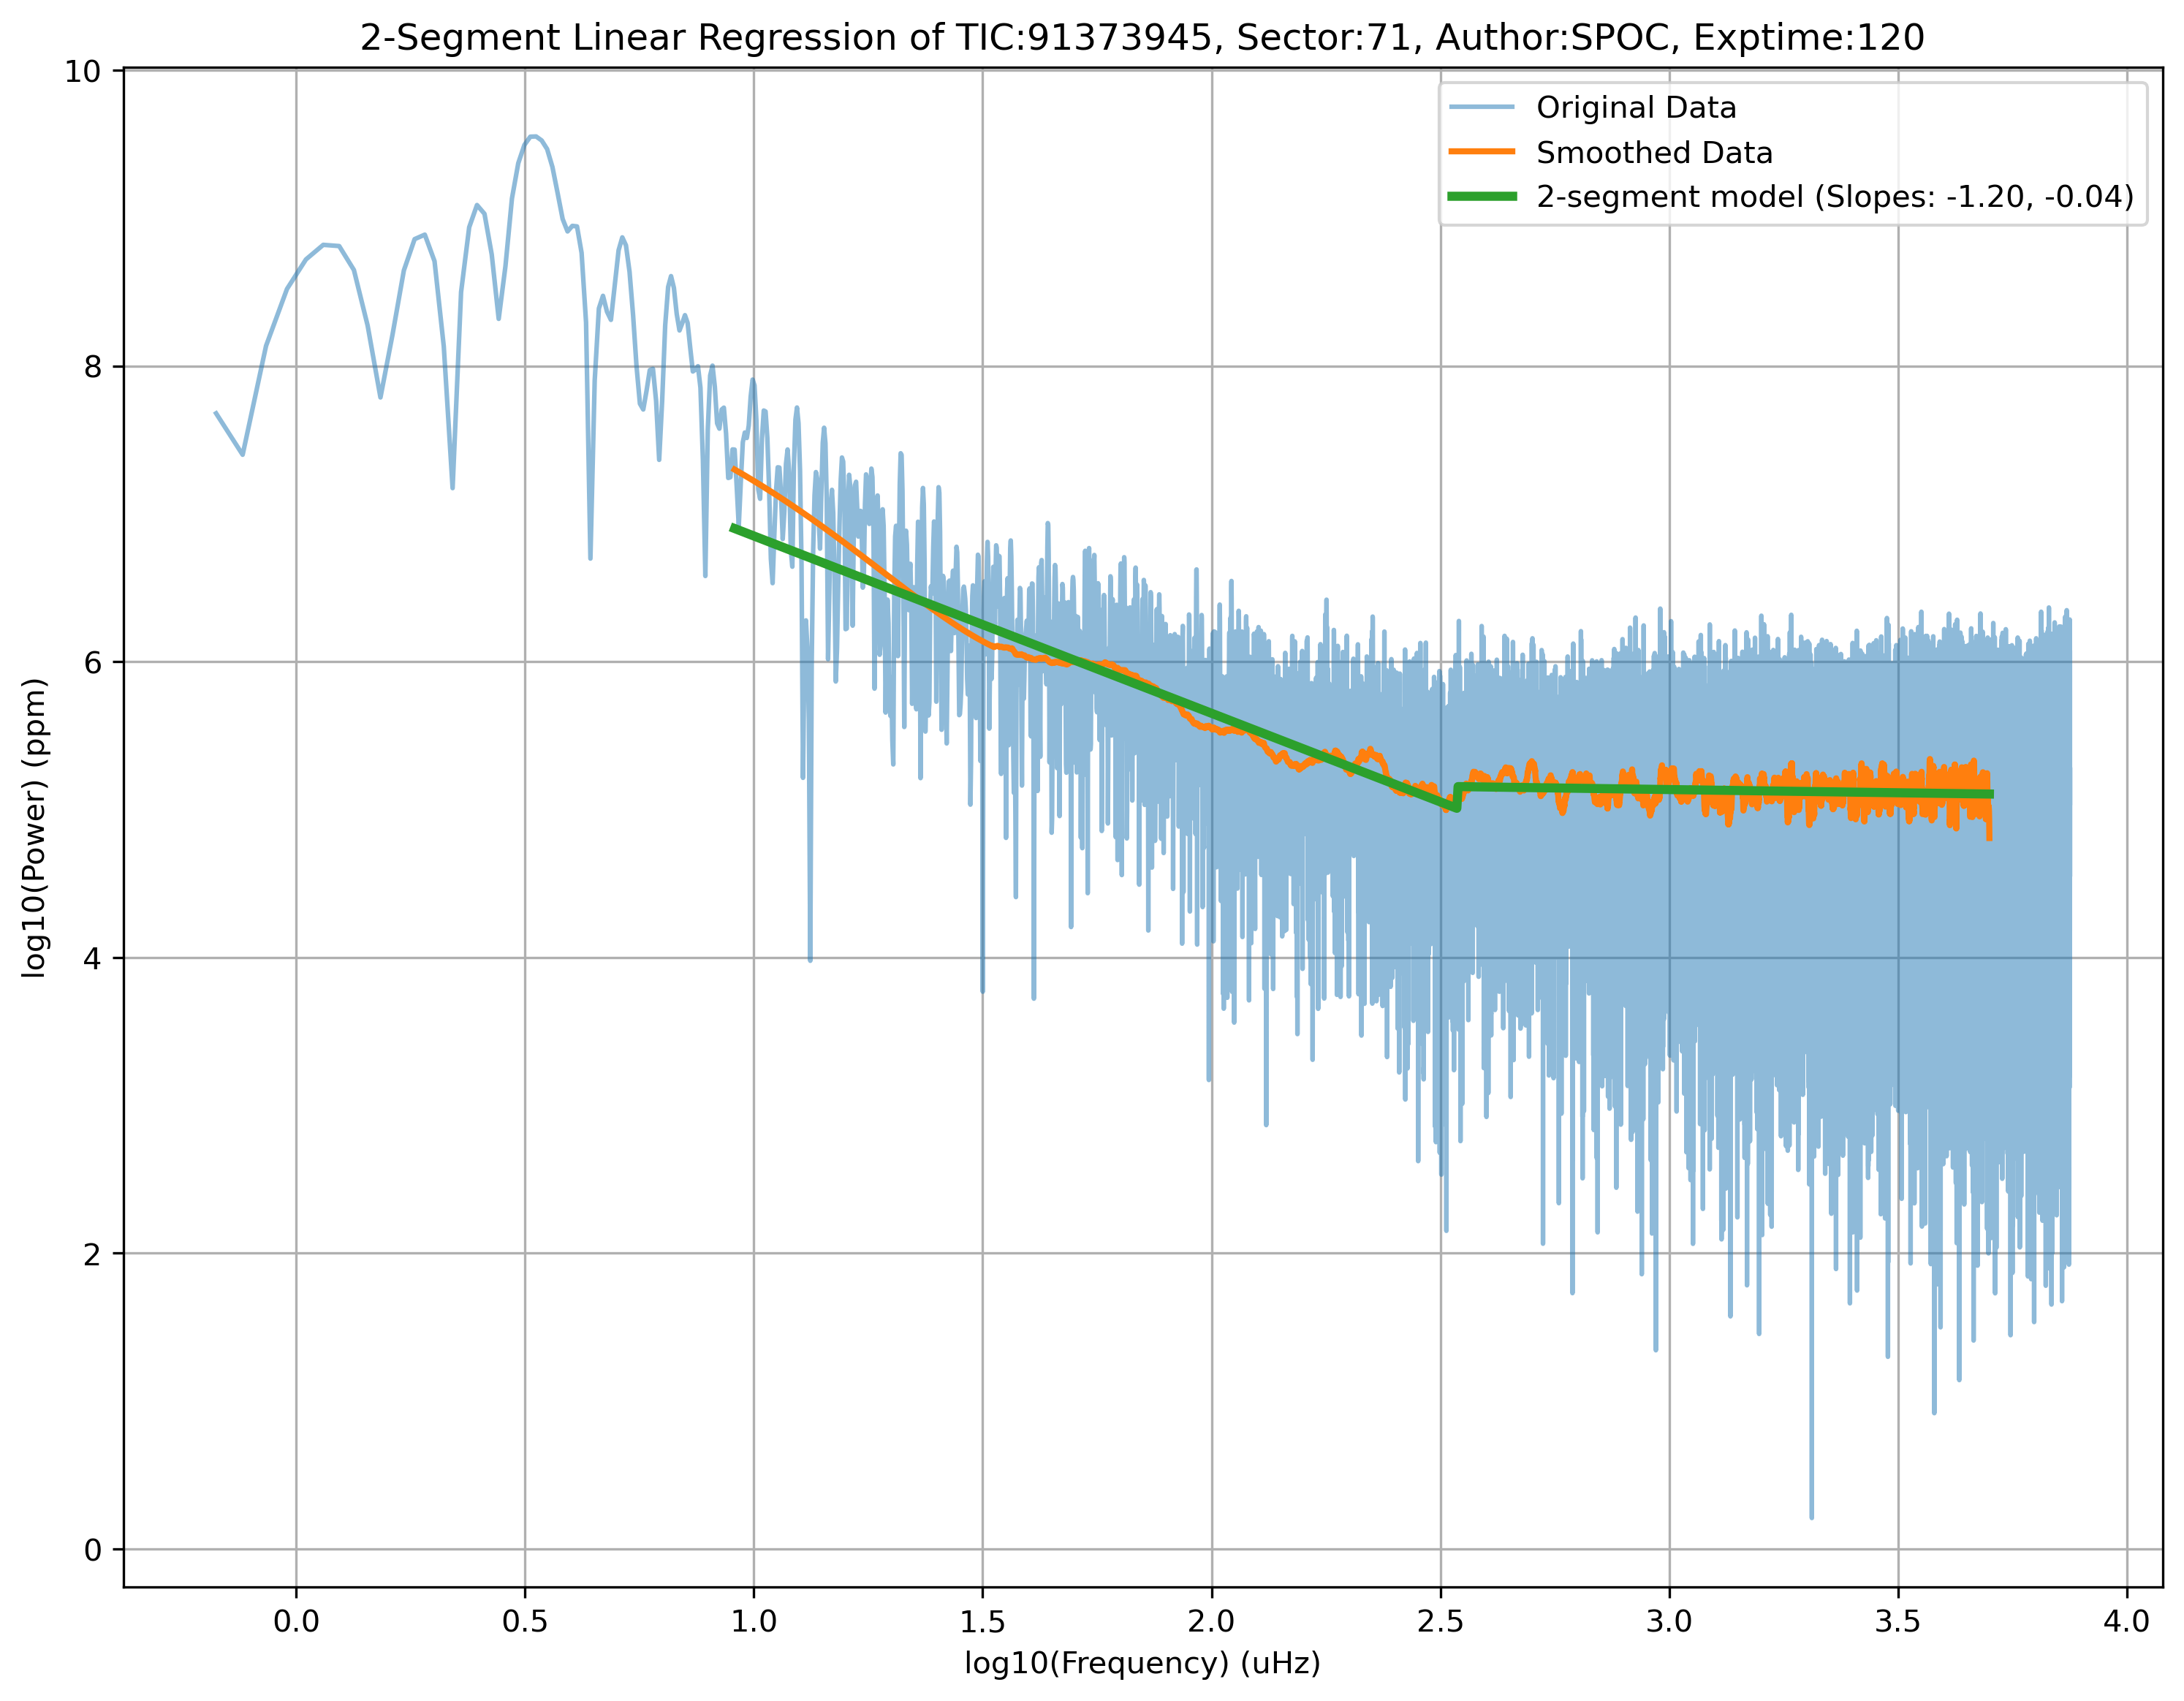 2-Segment Linear Regression of TIC:91373945, Sector:71, Author:SPOC, Exptime:120
Original Data
Smoothed Data
2-segment model (Slopes: -1.20, -0.04)
log10(Power) (ppm)
10
8
6
4
2
0
0.0 0.5 1.0 1.5 2.0 2.5 3.0 3.5 4.0
log10(Frequency) (uHz)